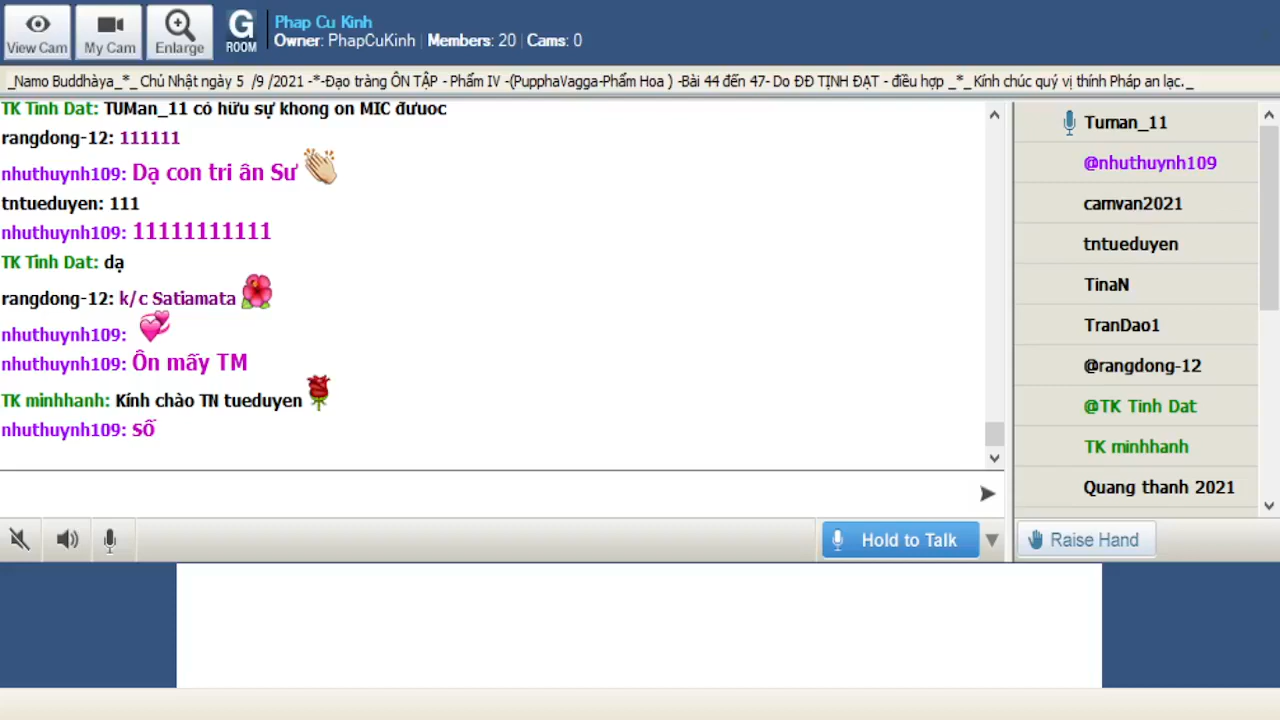 View Cam
My Cam
Enlarge
G
ROOM
Phap Cu Kinh
Owner: PhapCuKinh | Members: 20 | Cams: 0
_Namo Buddhàya_*_ Chủ Nhật ngày 5 /9 /2021 -*-Đạo tràng ÔN TẬP - Phẩm IV -(PupphaVagga-Phẩm Hoa ) -Bài 44 đến 47- Do ĐĐ TỊNH ĐẠT - điều hợp _*_Kính chúc quý vị thính Pháp an lạc._
TK Tinh Dat: TUMan_11 có hữu sự khong on MIC đưuoc
rangdong-12: 111111
nhuthuynh109: Dạ con tri ân Sư
tntueduyen: 111
nhuthuynh109: 11111111111
TK Tinh Dat: dạ
rangdong-12: k/c Satiamata
nhuthuynh109:
nhuthuynh109: Ôn mấy TM
TK minhhanh: Kính chào TN tueduyen
nhuthuynh109: số
Tuman_11
@nhuthuynh109
camvan2021
tntueduyen
TinaN
TranDao1
@rangdong-12
@TK Tinh Dat
TK minhhanh
Quang thanh 2021
Hold to Talk
Raise Hand